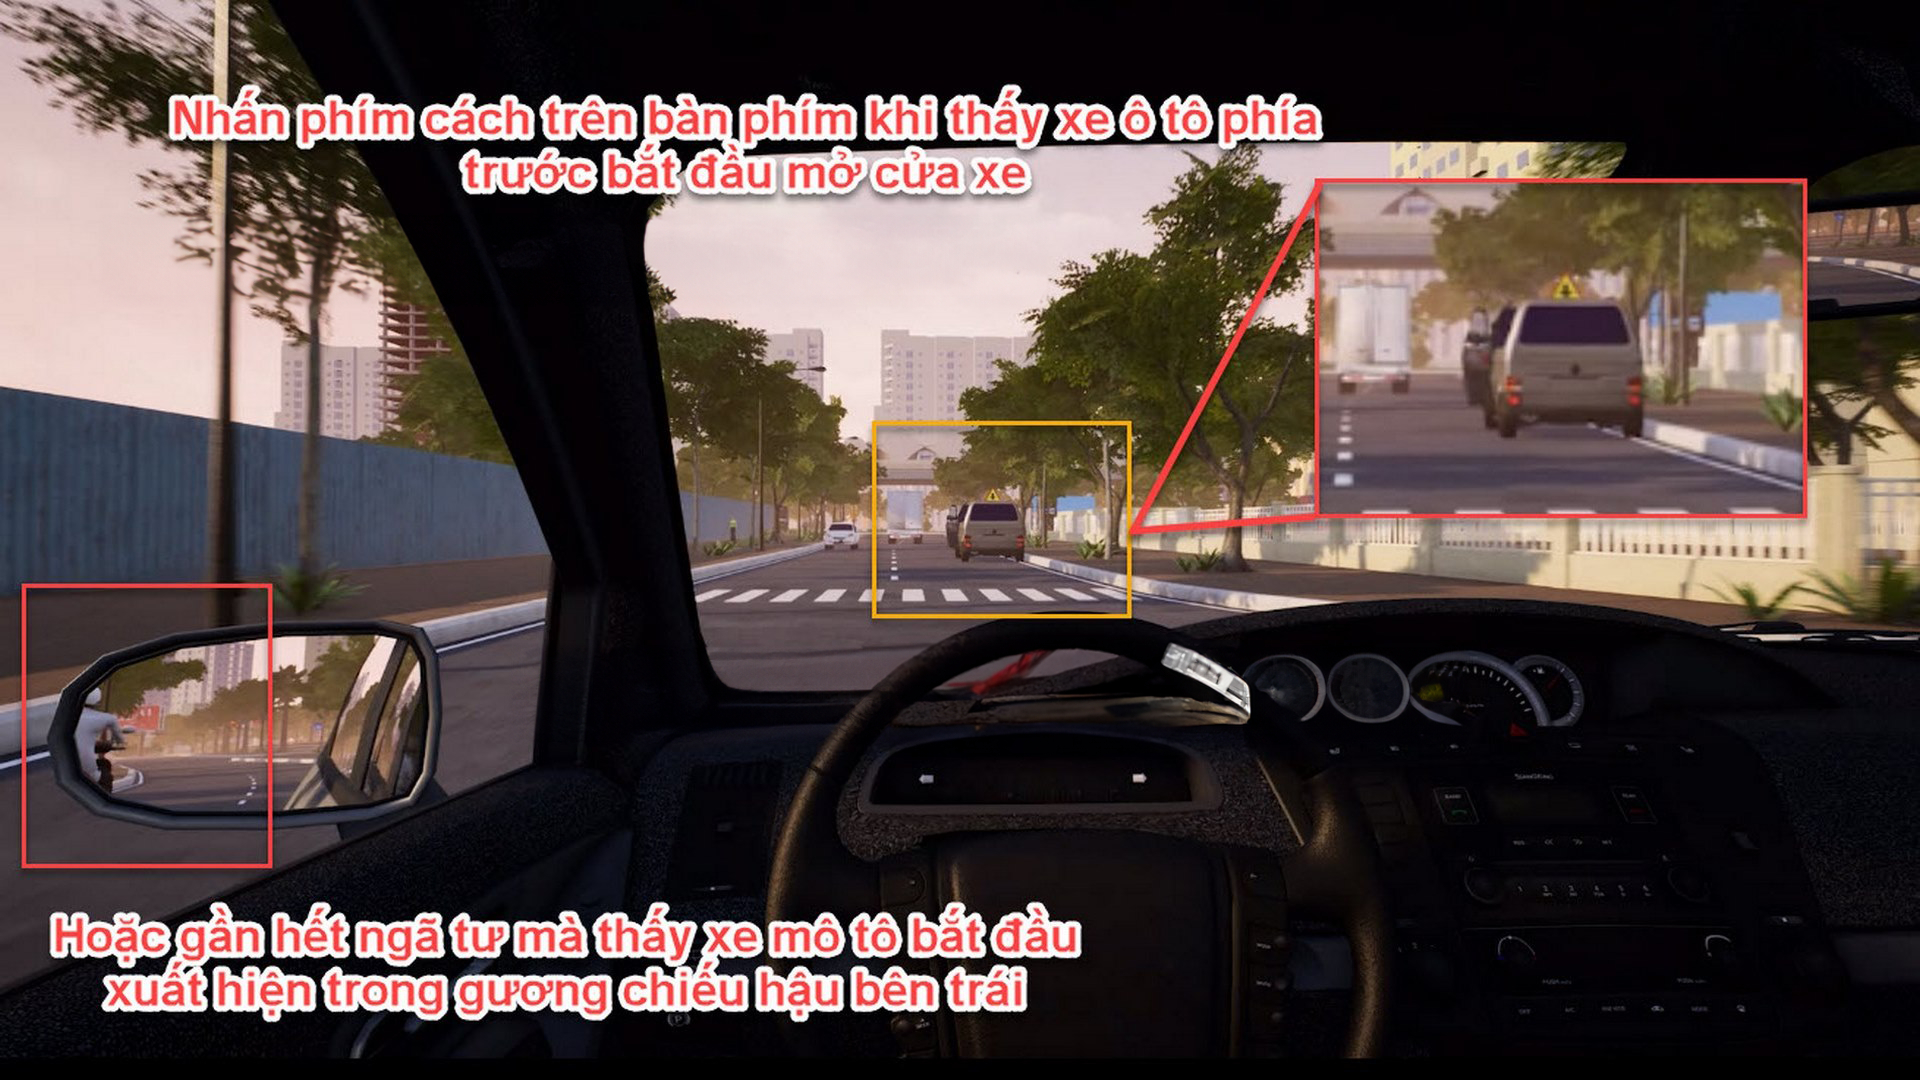 Nhấn phím cách trên bàn phím khi thấy xe ô tô phía
trước bắt đầu mở cửa xe
Hoặc gần hết ngã tư mà thấy xe mô tô bắt đầu
xuất hiện trong gương chiếu hậu bên trái